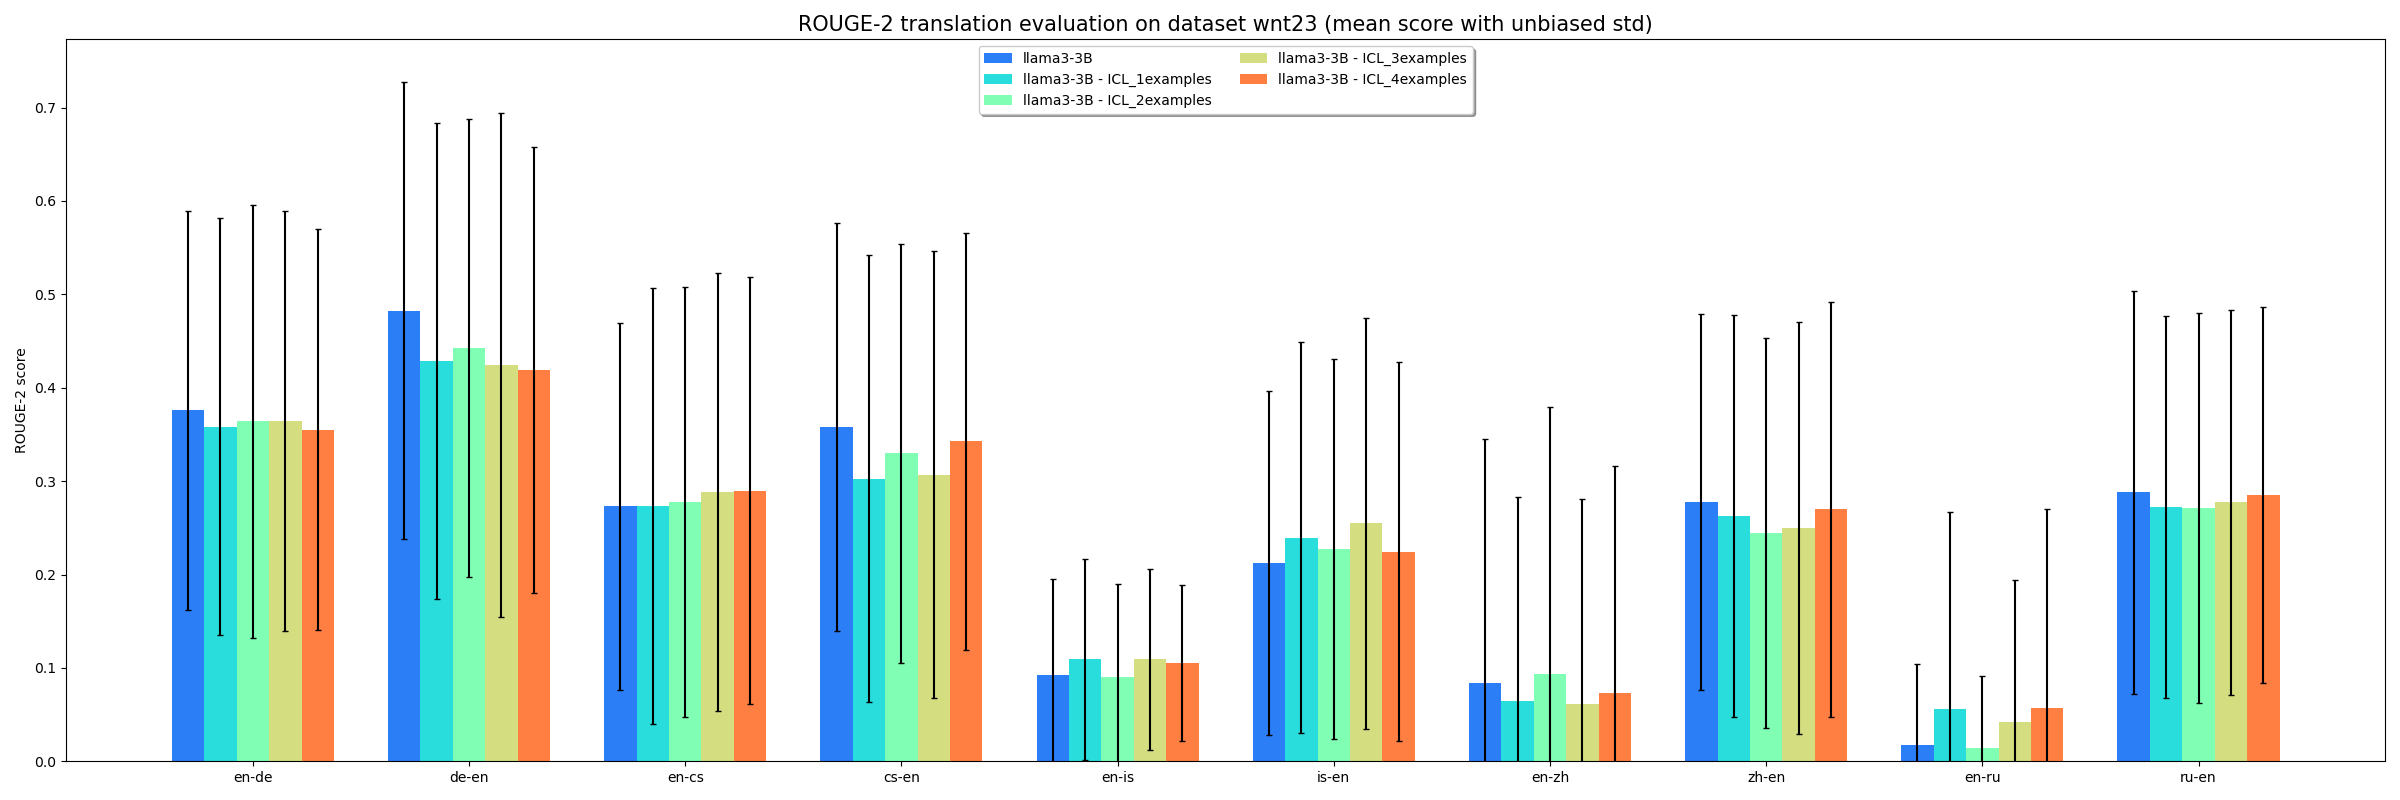 ROUGE-2 translation evaluation on dataset wnt23 (mean score with unbiased std)
llama3-3B
llama3-3B - ICL_1examples
llama3-3B - ICL_2examples
llama3-3B - ICL_3examples
llama3-3B - ICL_4examples
ROUGE-2 score
0.7
0.6
0.5
0.4
0.3
0.2
0.1
0.0
en-de de-en en-cs cs-en en-is is-en en-zh zh-en en-ru ru-en